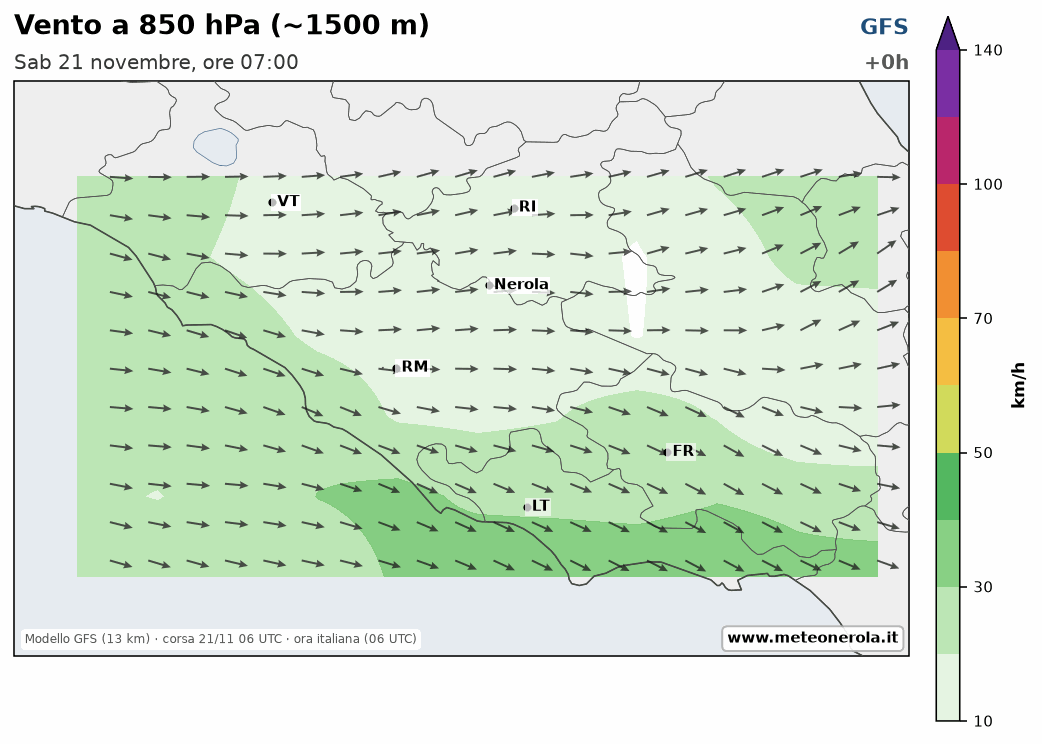 Vento a 850 hPa (~1500 m)
GFS
Sab 21 novembre, ore 07:00
+0h
140
100
70
50
30
10
km/h
VT
RI
Nerola
RM
FR
LT
Modello GFS (13 km) · corsa 21/11 06 UTC · ora italiana (06 UTC)
www.meteonerola.it